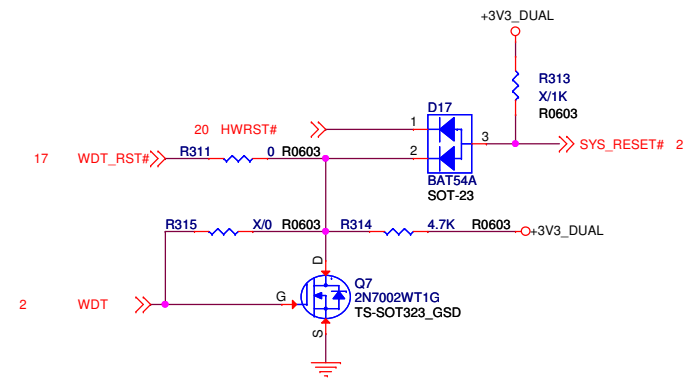 +3V3_DUAL
R313
X/1K
R0603
D17
20 HWRST#
1
3
SYS_RESET# 2
17 WDT_RST#
R311 0 R0603
2
BAT54A
SOT-23
R315 X/0 R0603
R314 4.7K R0603
+3V3_DUAL
D
Q7
2N7002WT1G
TS-SOT323_GSD
2 WDT
G
S